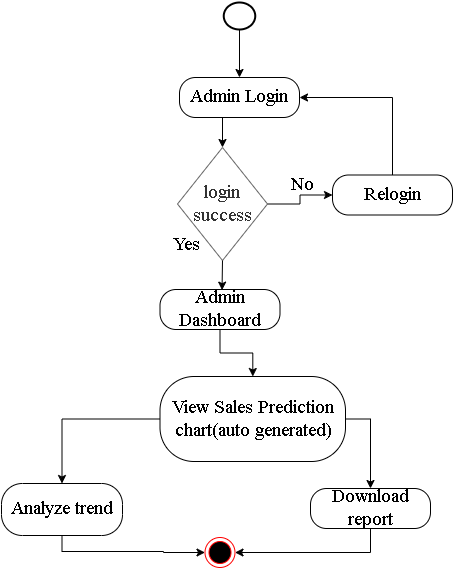 Admin Login
No
Relogin
login
success
Yes
Admin
Dashboard
View Sales Prediction
chart(auto generated)
Analyze trend
Download
report